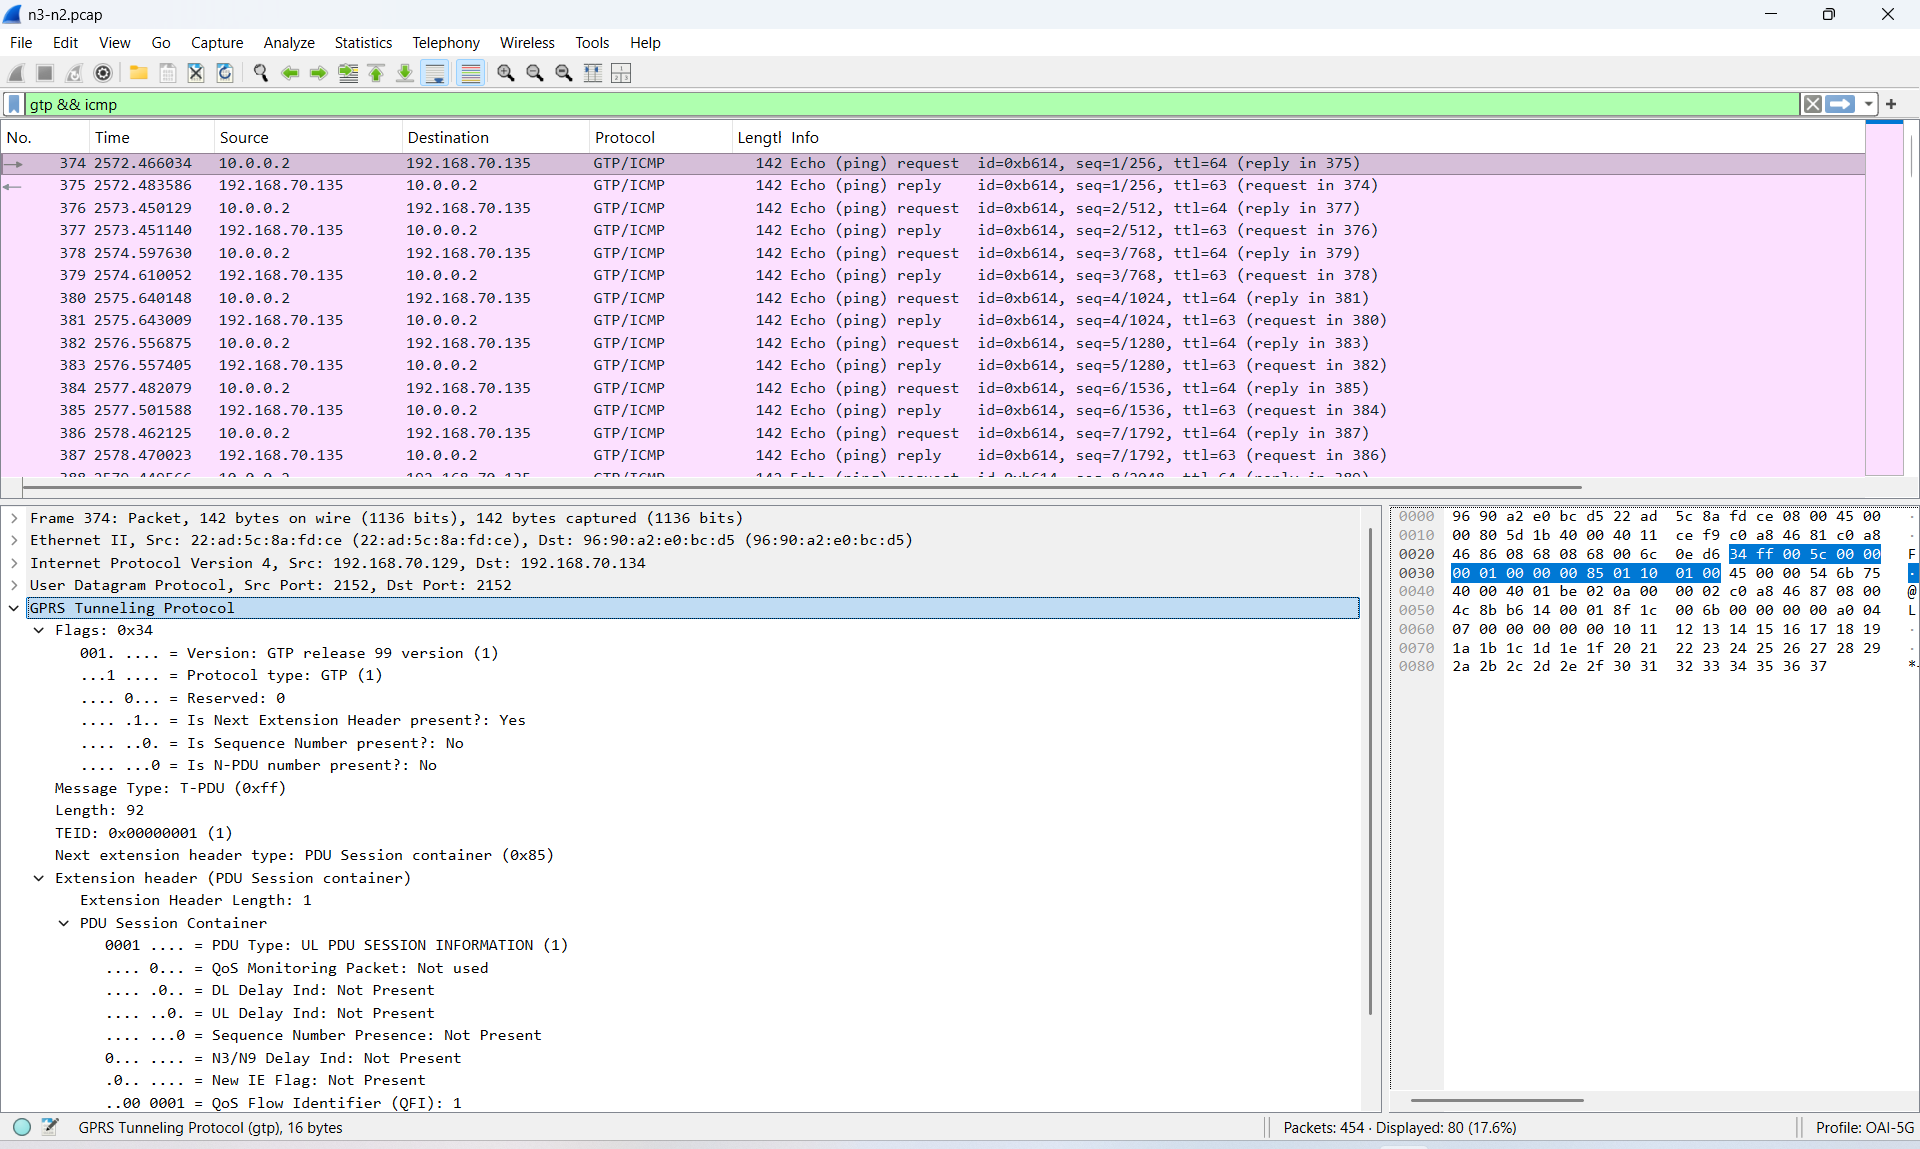 n3-n2.pcap
File Edit View Go Capture Analyze Statistics Telephony Wireless Tools Help
gtp && icmp
No. Time Source Destination Protocol Lengtl Info
374 2572.466034 10.0.0.2 192.168.70.135 GTP/ICMP 142 Echo (ping) request id=0xb614, seq=1/256, ttl=64 (reply in 375)
375 2572.483586 192.168.70.135 10.0.0.2 GTP/ICMP 142 Echo (ping) reply id=0xb614, seq=1/256, ttl=63 (request in 374)
376 2573.450129 10.0.0.2 192.168.70.135 GTP/ICMP 142 Echo (ping) request id=0xb614, seq=2/512, ttl=64 (reply in 377)
377 2573.451140 192.168.70.135 10.0.0.2 GTP/ICMP 142 Echo (ping) reply id=0xb614, seq=2/512, ttl=63 (request in 376)
378 2574.597630 10.0.0.2 192.168.70.135 GTP/ICMP 142 Echo (ping) request id=0xb614, seq=3/768, ttl=64 (reply in 379)
379 2574.610052 192.168.70.135 10.0.0.2 GTP/ICMP 142 Echo (ping) reply id=0xb614, seq=3/768, ttl=63 (request in 378)
380 2575.640148 10.0.0.2 192.168.70.135 GTP/ICMP 142 Echo (ping) request id=0xb614, seq=4/1024, ttl=64 (reply in 381)
381 2575.643009 192.168.70.135 10.0.0.2 GTP/ICMP 142 Echo (ping) reply id=0xb614, seq=4/1024, ttl=63 (request in 380)
382 2576.556875 10.0.0.2 192.168.70.135 GTP/ICMP 142 Echo (ping) request id=0xb614, seq=5/1280, ttl=64 (reply in 383)
383 2576.557405 192.168.70.135 10.0.0.2 GTP/ICMP 142 Echo (ping) reply id=0xb614, seq=5/1280, ttl=63 (request in 382)
384 2577.482079 10.0.0.2 192.168.70.135 GTP/ICMP 142 Echo (ping) request id=0xb614, seq=6/1536, ttl=64 (reply in 385)
385 2577.501588 192.168.70.135 10.0.0.2 GTP/ICMP 142 Echo (ping) reply id=0xb614, seq=6/1536, ttl=63 (request in 384)
386 2578.462125 10.0.0.2 192.168.70.135 GTP/ICMP 142 Echo (ping) request id=0xb614, seq=7/1792, ttl=64 (reply in 387)
387 2578.470023 192.168.70.135 10.0.0.2 GTP/ICMP 142 Echo (ping) reply id=0xb614, seq=7/1792, ttl=63 (request in 386)
Frame 374: Packet, 142 bytes on wire (1136 bits), 142 bytes captured (1136 bits)
Ethernet II, Src: 22:ad:5c:8a:fd:ce (22:ad:5c:8a:fd:ce), Dst: 96:90:a2:e0:bc:d5 (96:90:a2:e0:bc:d5)
Internet Protocol Version 4, Src: 192.168.70.129, Dst: 192.168.70.134
User Datagram Protocol, Src Port: 2152, Dst Port: 2152
GPRS Tunneling Protocol
Flags: 0x34
001. .... = Version: GTP release 99 version (1)
...1 .... = Protocol type: GTP (1)
.... 0... = Reserved: 0
.... .1.. = Is Next Extension Header present?: Yes
.... ..0. = Is Sequence Number present?: No
.... ...0 = Is N-PDU number present?: No
Message Type: T-PDU (0xff)
Length: 92
TEID: 0x00000001 (1)
Next extension header type: PDU Session container (0x85)
Extension header (PDU Session container)
Extension Header Length: 1
PDU Session Container
0001 .... = PDU Type: UL PDU SESSION INFORMATION (1)
.... 0... = QoS Monitoring Packet: Not used
.... .0.. = DL Delay Ind: Not Present
.... ..0. = UL Delay Ind: Not Present
.... ...0 = Sequence Number Presence: Not Present
0... .... = N3/N9 Delay Ind: Not Present
.0.. .... = New IE Flag: Not Present
..00 0001 = QoS Flow Identifier (QFI): 1
0000 96 90 a2 e0 bc d5 22 ad 5c 8a fd ce 08 00 45 00 ·
0010 00 80 5d 1b 40 00 40 11 ce f9 c0 a8 46 81 c0 a8 ·
0020 46 86 08 68 08 68 00 6c 0e d6 34 ff 00 5c 00 00 F
0030 00 01 00 00 00 85 01 10 01 00 45 00 00 54 6b 75 ·
0040 40 00 40 01 be 02 0a 00 00 02 c0 a8 46 87 08 00 @
0050 4c 8b b6 14 00 01 8f 1c 00 6b 00 00 00 00 a0 04 L
0060 07 00 00 00 00 00 10 11 12 13 14 15 16 17 18 19 ·
0070 1a 1b 1c 1d 1e 1f 20 21 22 23 24 25 26 27 28 29 ·
0080 2a 2b 2c 2d 2e 2f 30 31 32 33 34 35 36 37 *
GPRS Tunneling Protocol (gtp), 16 bytes
Packets: 454 · Displayed: 80 (17.6%)
Profile: OAI-5G